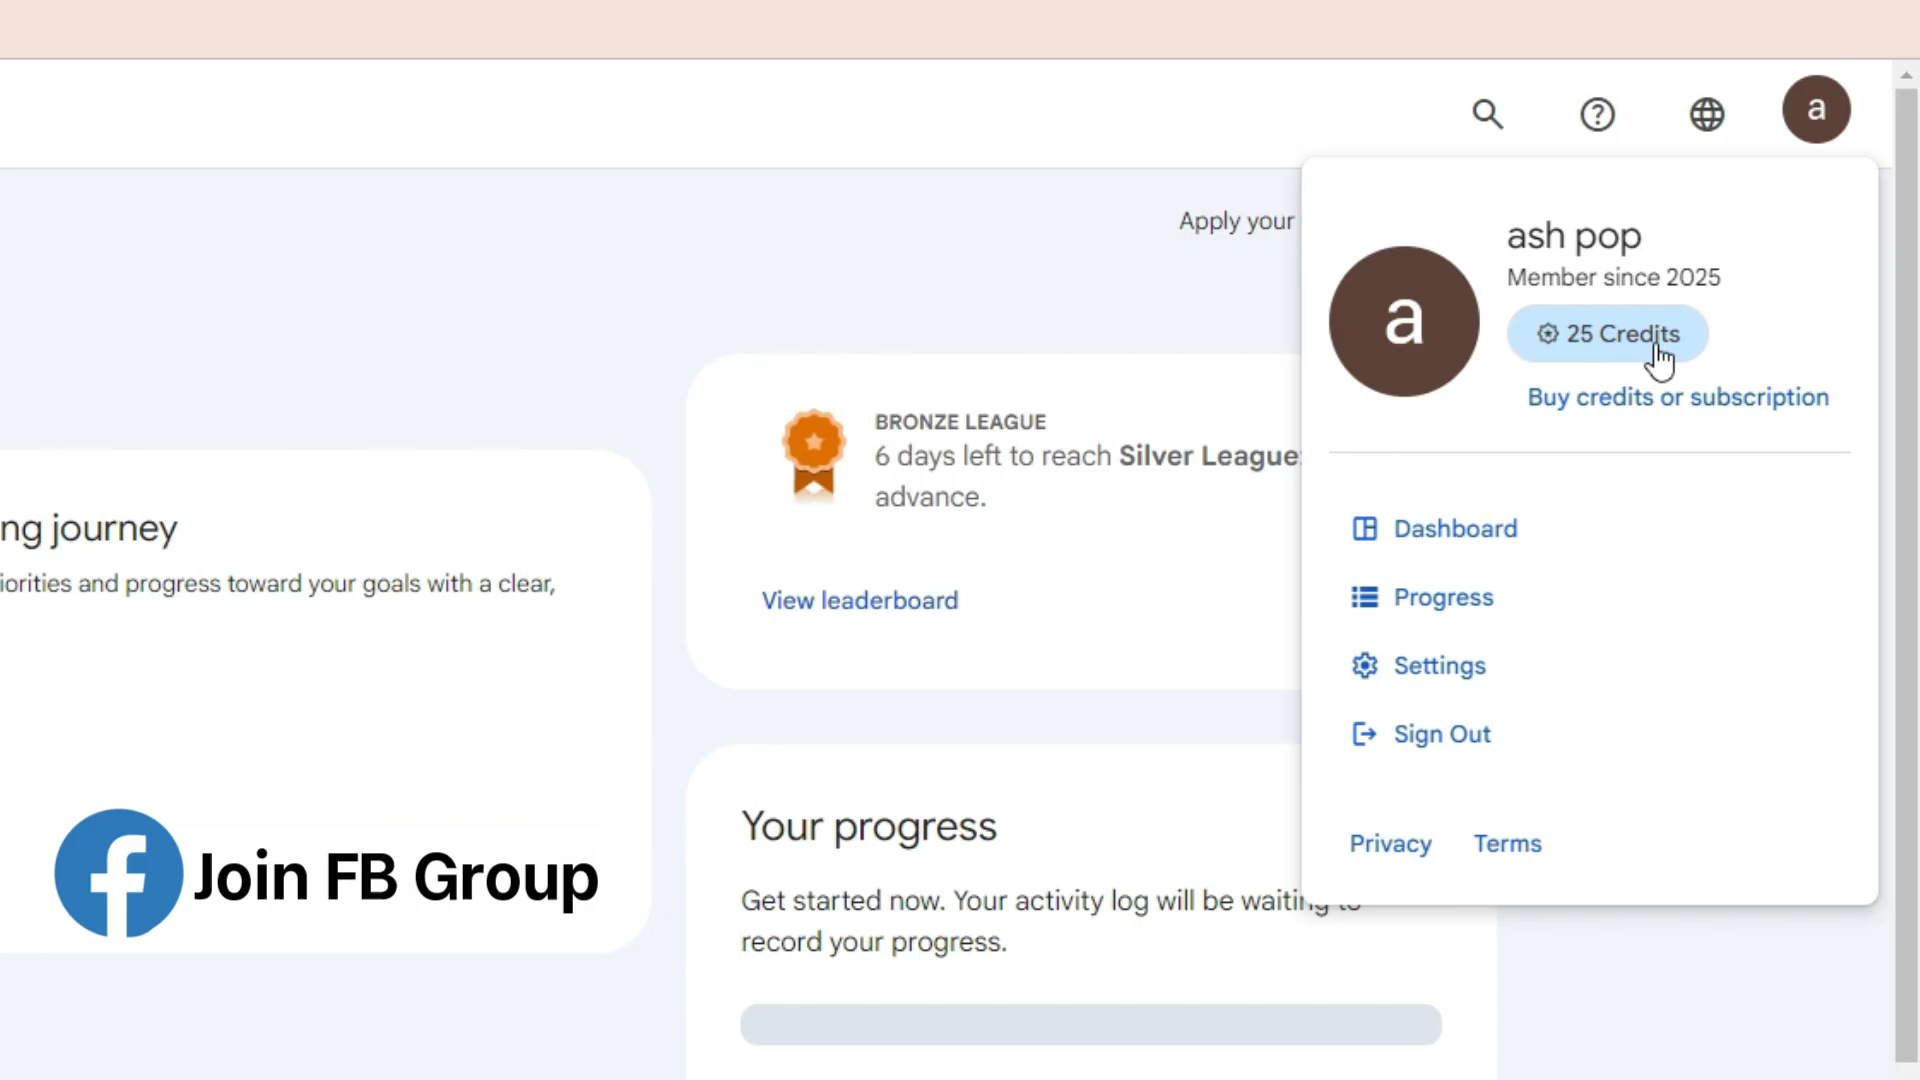 a
Apply your
ash pop
Member since 2025
25 Credits
Buy credits or subscription
a
BRONZE LEAGUE
6 days left to reach Silver League
advance.
View leaderboard
ng journey
iorities and progress toward your goals with a clear,
Dashboard
Progress
Settings
Sign Out
Privacy Terms
Your progress
Get started now. Your activity log will be waiting to
record your progress.
f Join FB Group